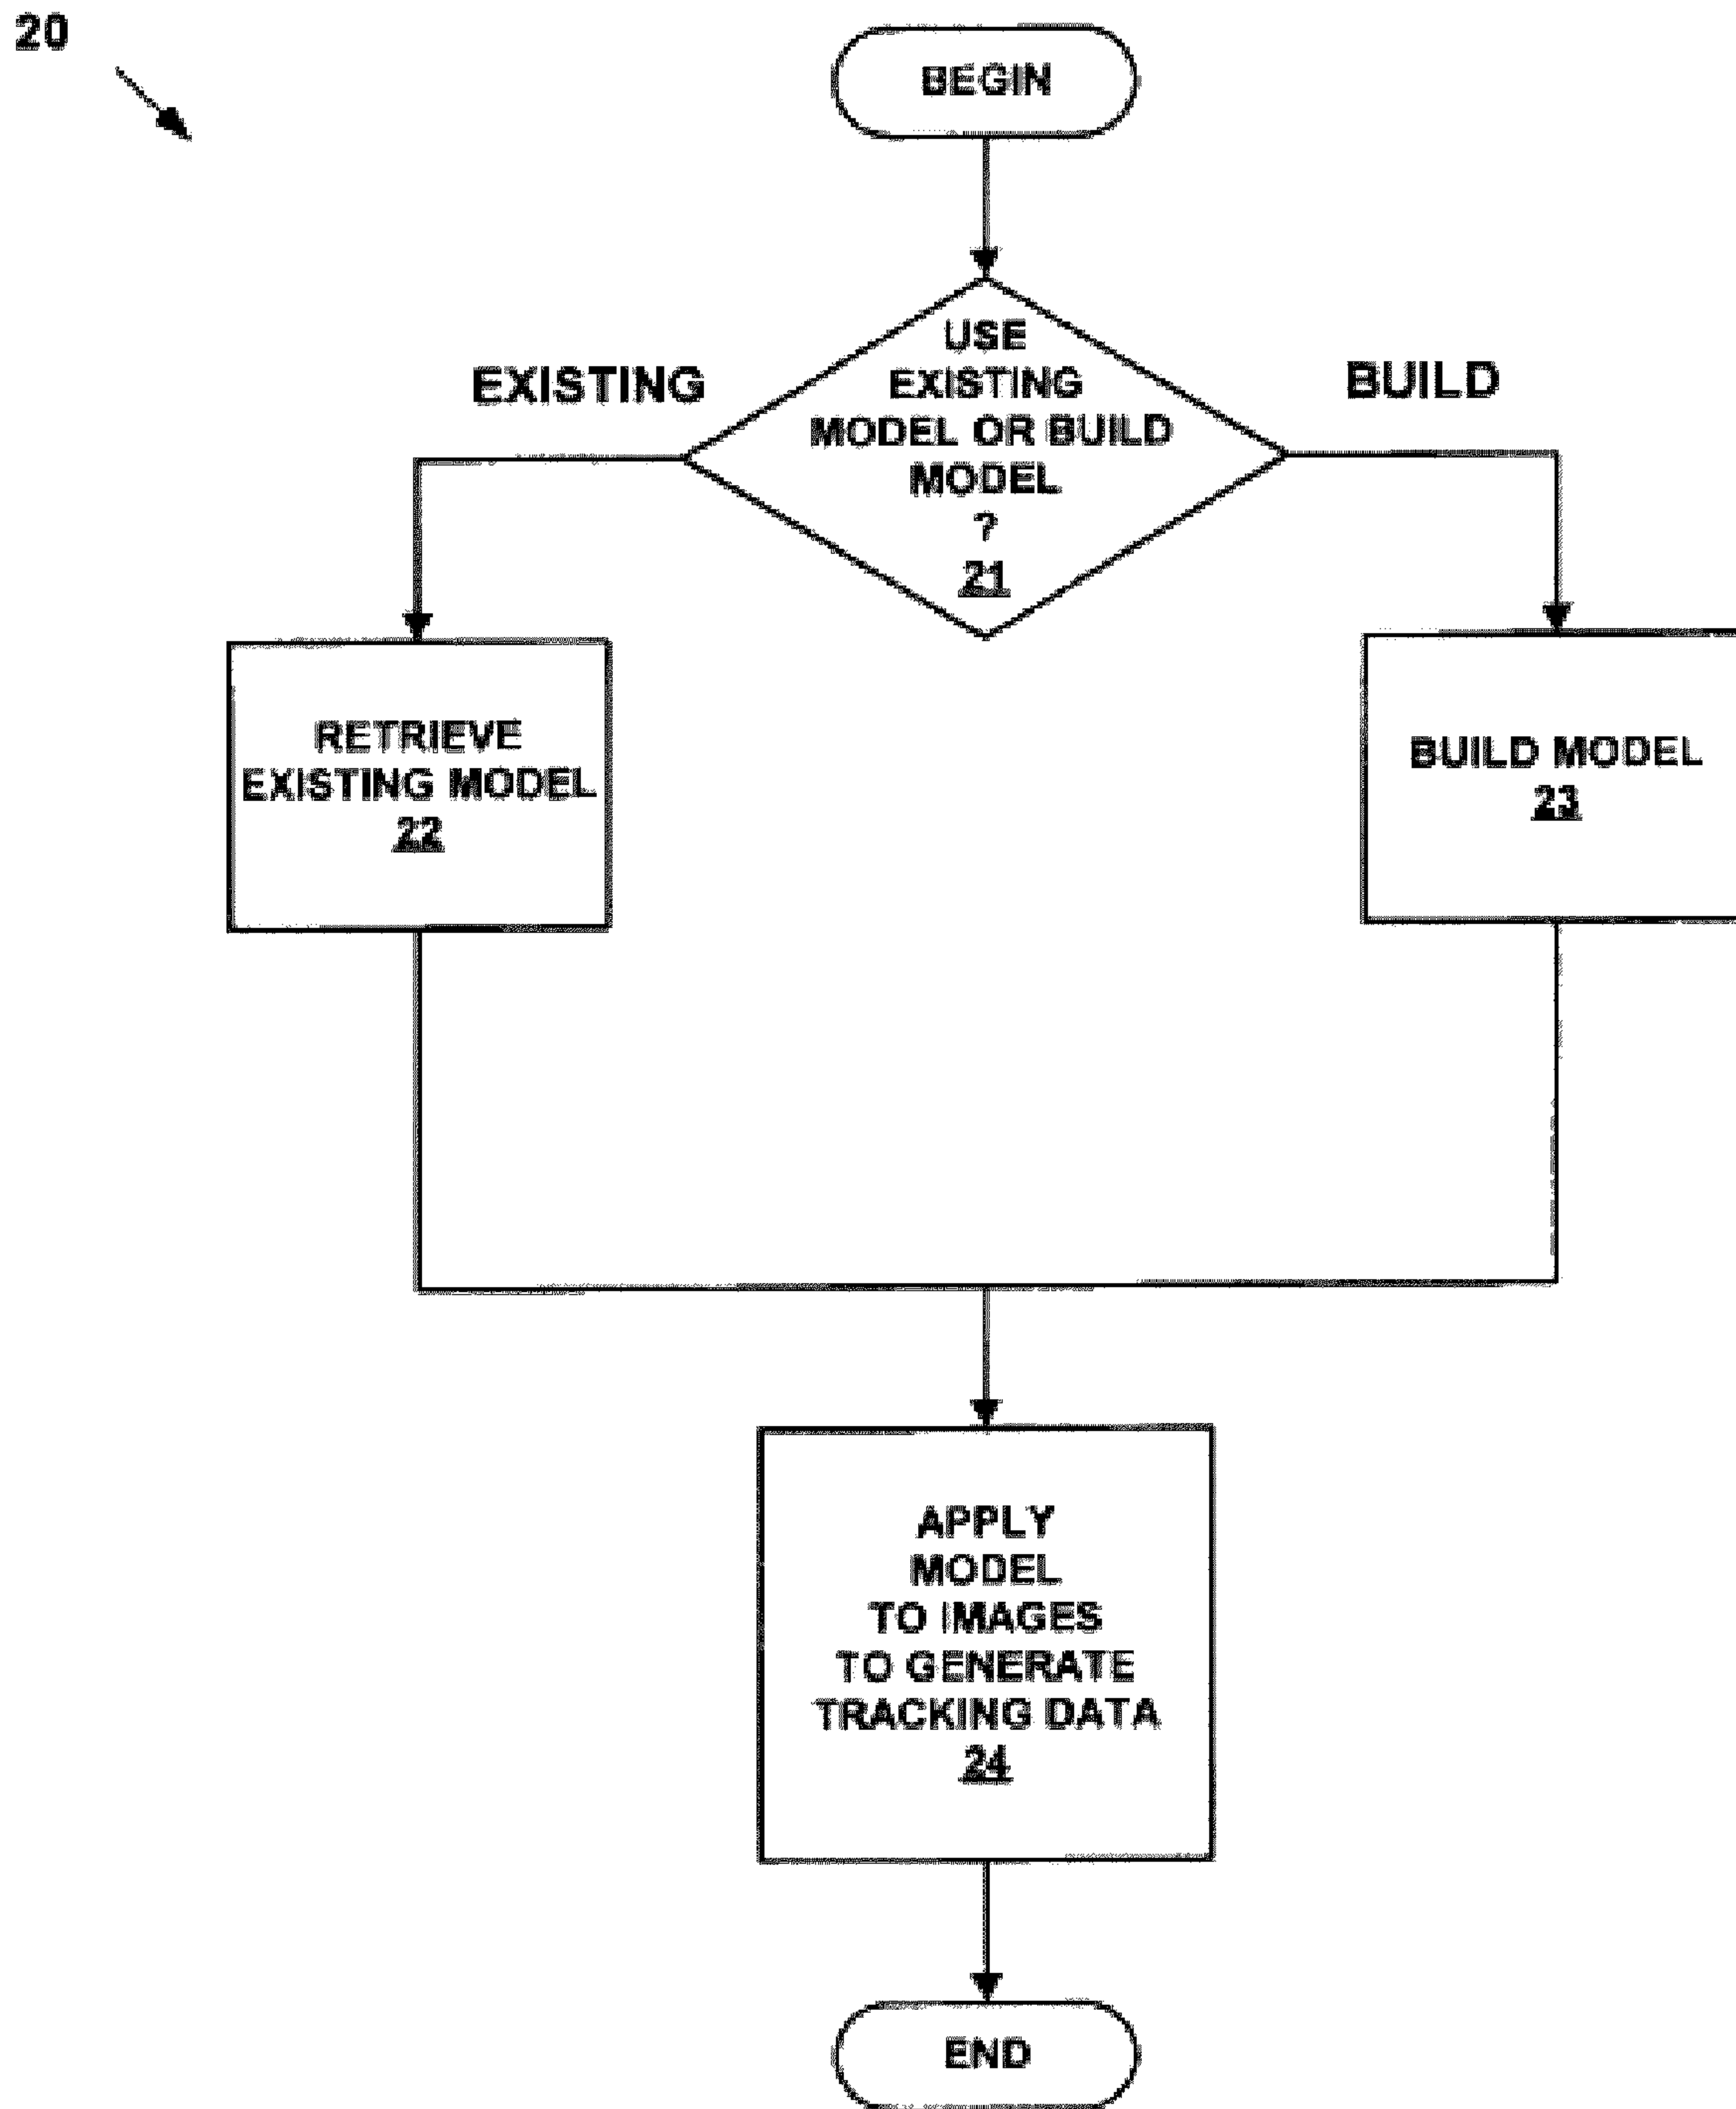 20
BEGIN
USE
EXISTING
MODEL OR BUILD
MODEL
?
21
EXISTING
BUILD
RETRIEVE
EXISTING MODEL
22
BUILD MODEL
23
APPLY
MODEL
TO IMAGES
TO GENERATE
TRACKING DATA
24
END